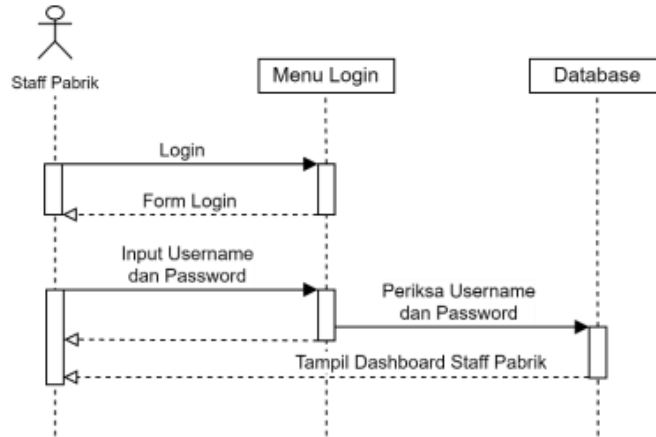 Staff Pabrik
Menu Login
Database
Login
Form Login
Input Username
dan Password
Periksa Username
dan Password
Tampil Dashboard Staff Pabrik